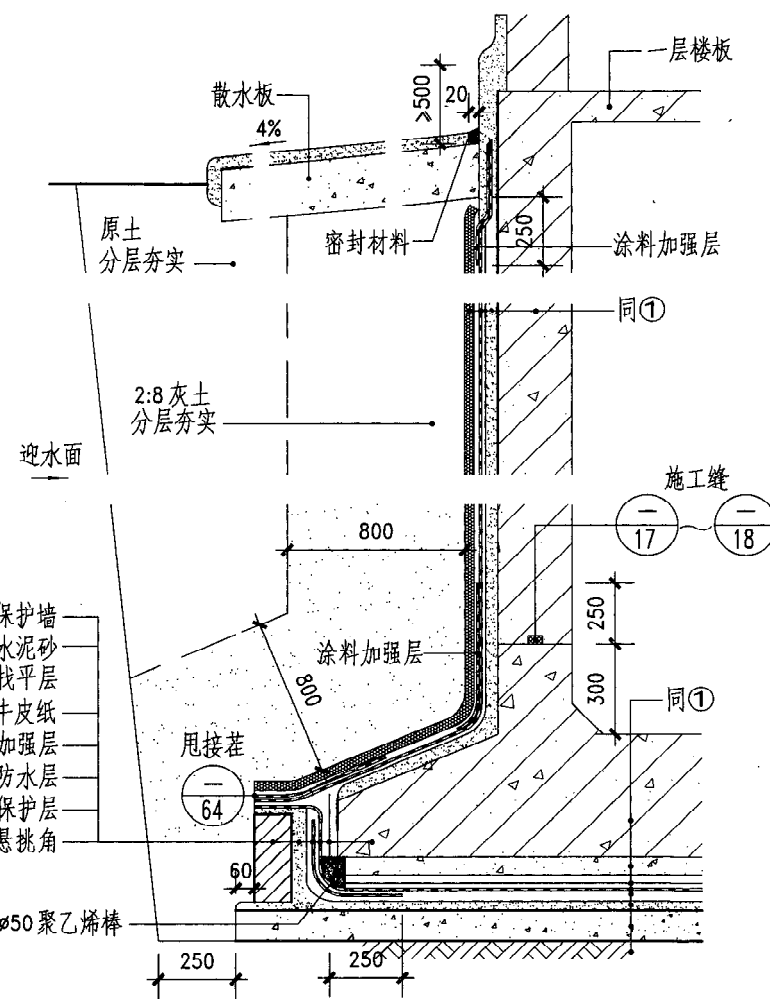 层楼板
散水板
≥500
20
4%
原土
分层夯实
密封材料
250
涂料加强层
同①
2:8灰土
分层夯实
迎水面
施工缝
一
17
一
18
800
250
300
保护墙
水泥砂
找平层
牛皮纸
加强层
防水层
保护层
悬挑角
涂料加强层
800
同①
甩接茬
一
64
60
ø50聚乙烯棒
250
250